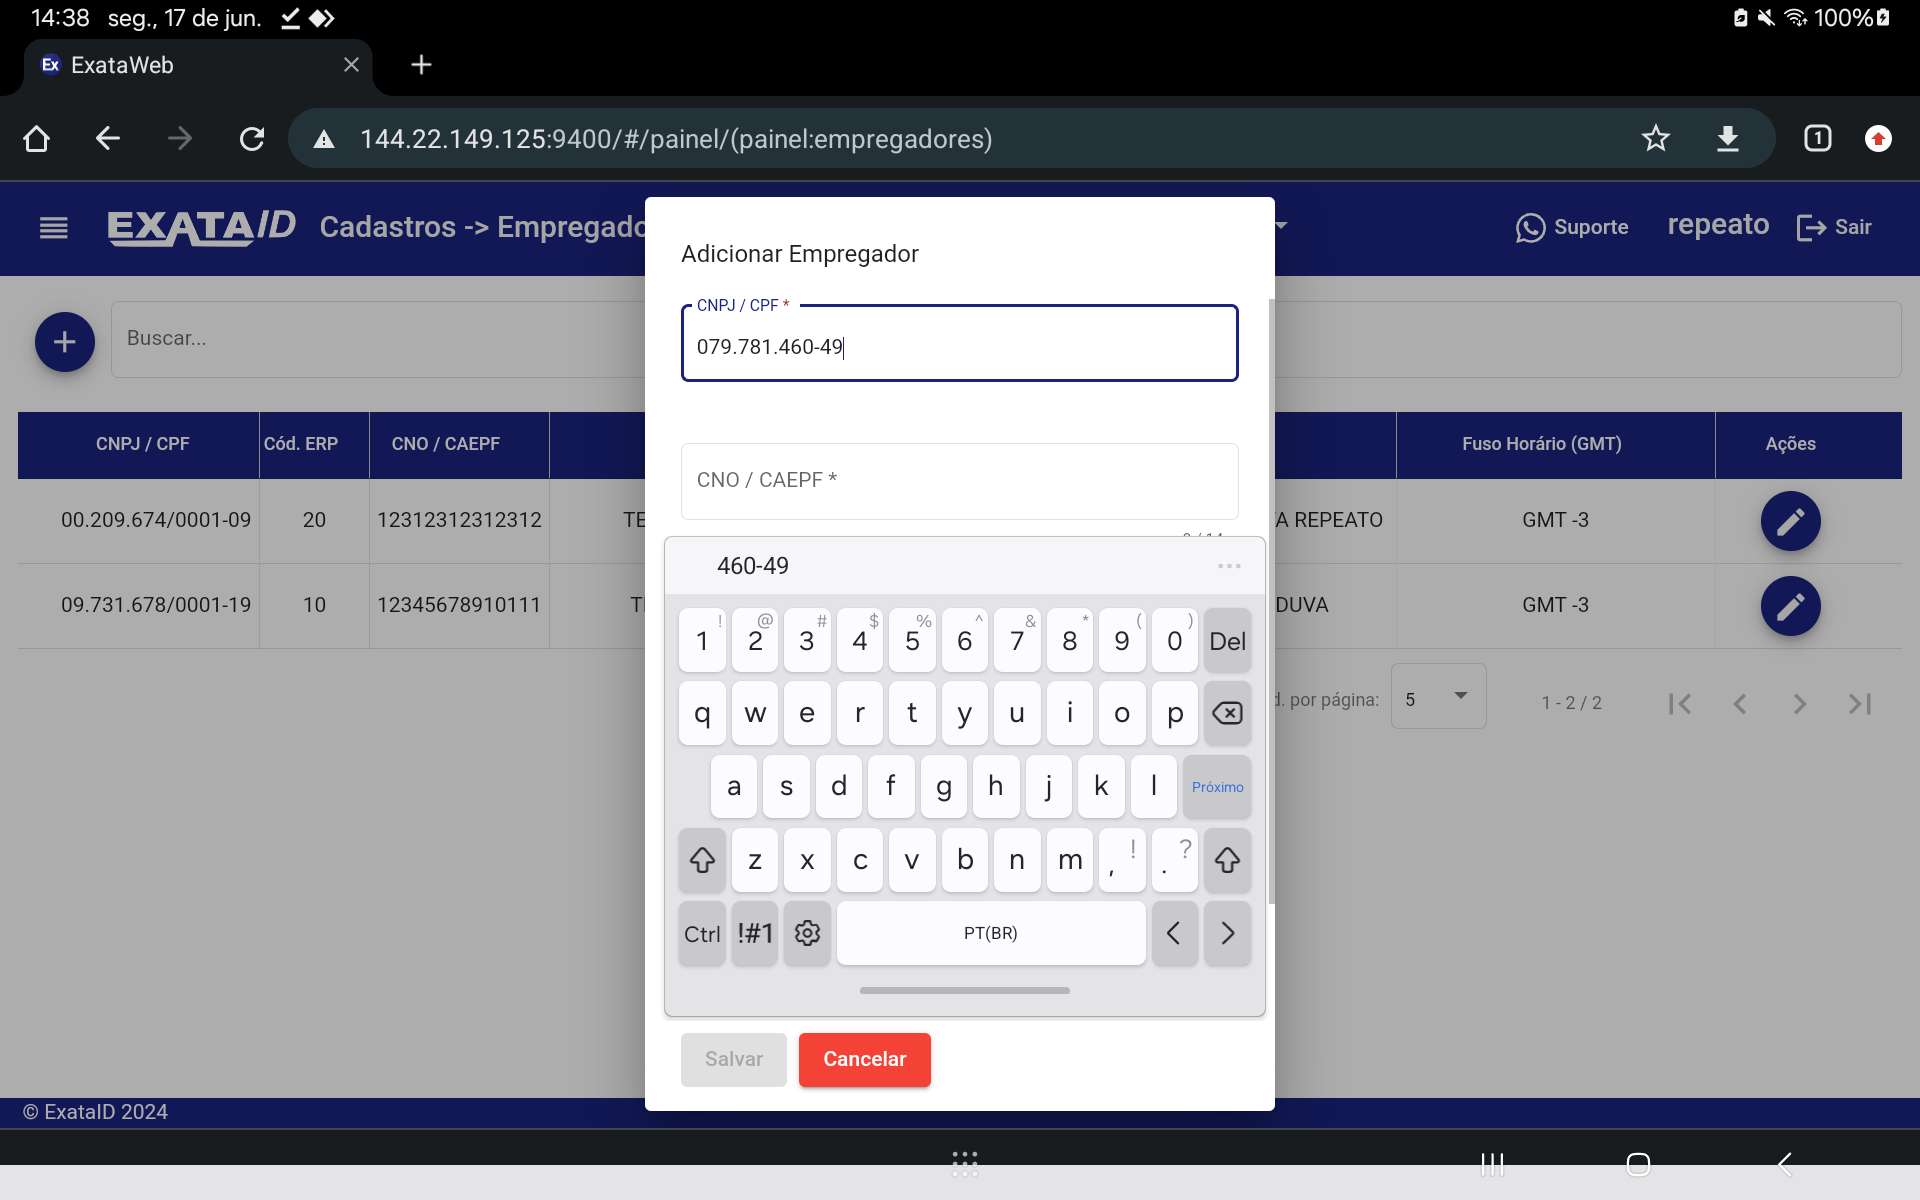 14:38 seg., 17 de jun. 100%
Ex ExataWeb
144.22.149.125:9400/#/painel/(painel:empregadores)
1
EXATAID Cadastros -> Empregado
Suporte repeato Sair
Adicionar Empregador
CNPJ / CPF *
079.781.460-49
Buscar...
CNO / CAEPF *
CNPJ / CPF Cód. ERP CNO / CAEPF Fuso Horário (GMT) Ações
00.209.674/0001-09 20 12312312312312 TE A REPEATO GMT -3
09.731.678/0001-19 10 12345678910111 DUVA GMT -3
. por página: 5 1 - 2 / 2
460-49
! @ # $ % ^ & * ( )
1 2 3 4 5 6 7 8 9 0 Del
q w e r t y u i o p
a s d f g h j k l Próximo
z x c v b n m , ! . ?
Ctrl !#1 PT(BR)
Salvar Cancelar
© ExataID 2024